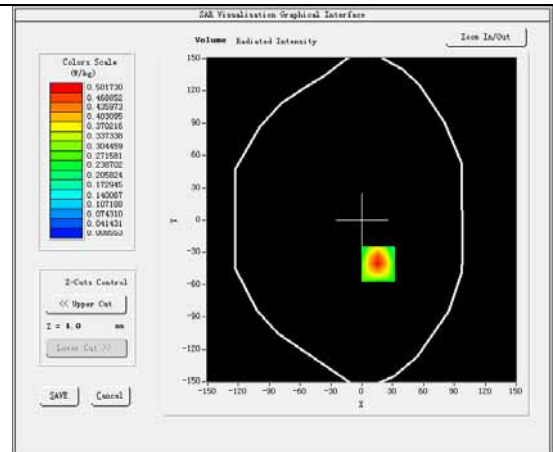 SAR Visualisation Graphical Interface
Volume Radiated Intensity
Zoom In/Out
Colors Scale
(W/kg)
0.501730
0.468852
0.435973
0.403095
0.370216
0.337338
0.304459
0.271581
0.238702
0.205824
0.172945
0.140067
0.107188
0.074310
0.041431
0.008553
Z-Cuts Control
<< Upper Cut
Z = 4.0 mm
Lower Cut >>
SAVE
Cancel
150
120
90
60
30
0
-30
-60
-90
-120
-150
Y
-150 -120 -90 -60 -30 0 30 60 90 120 150
X